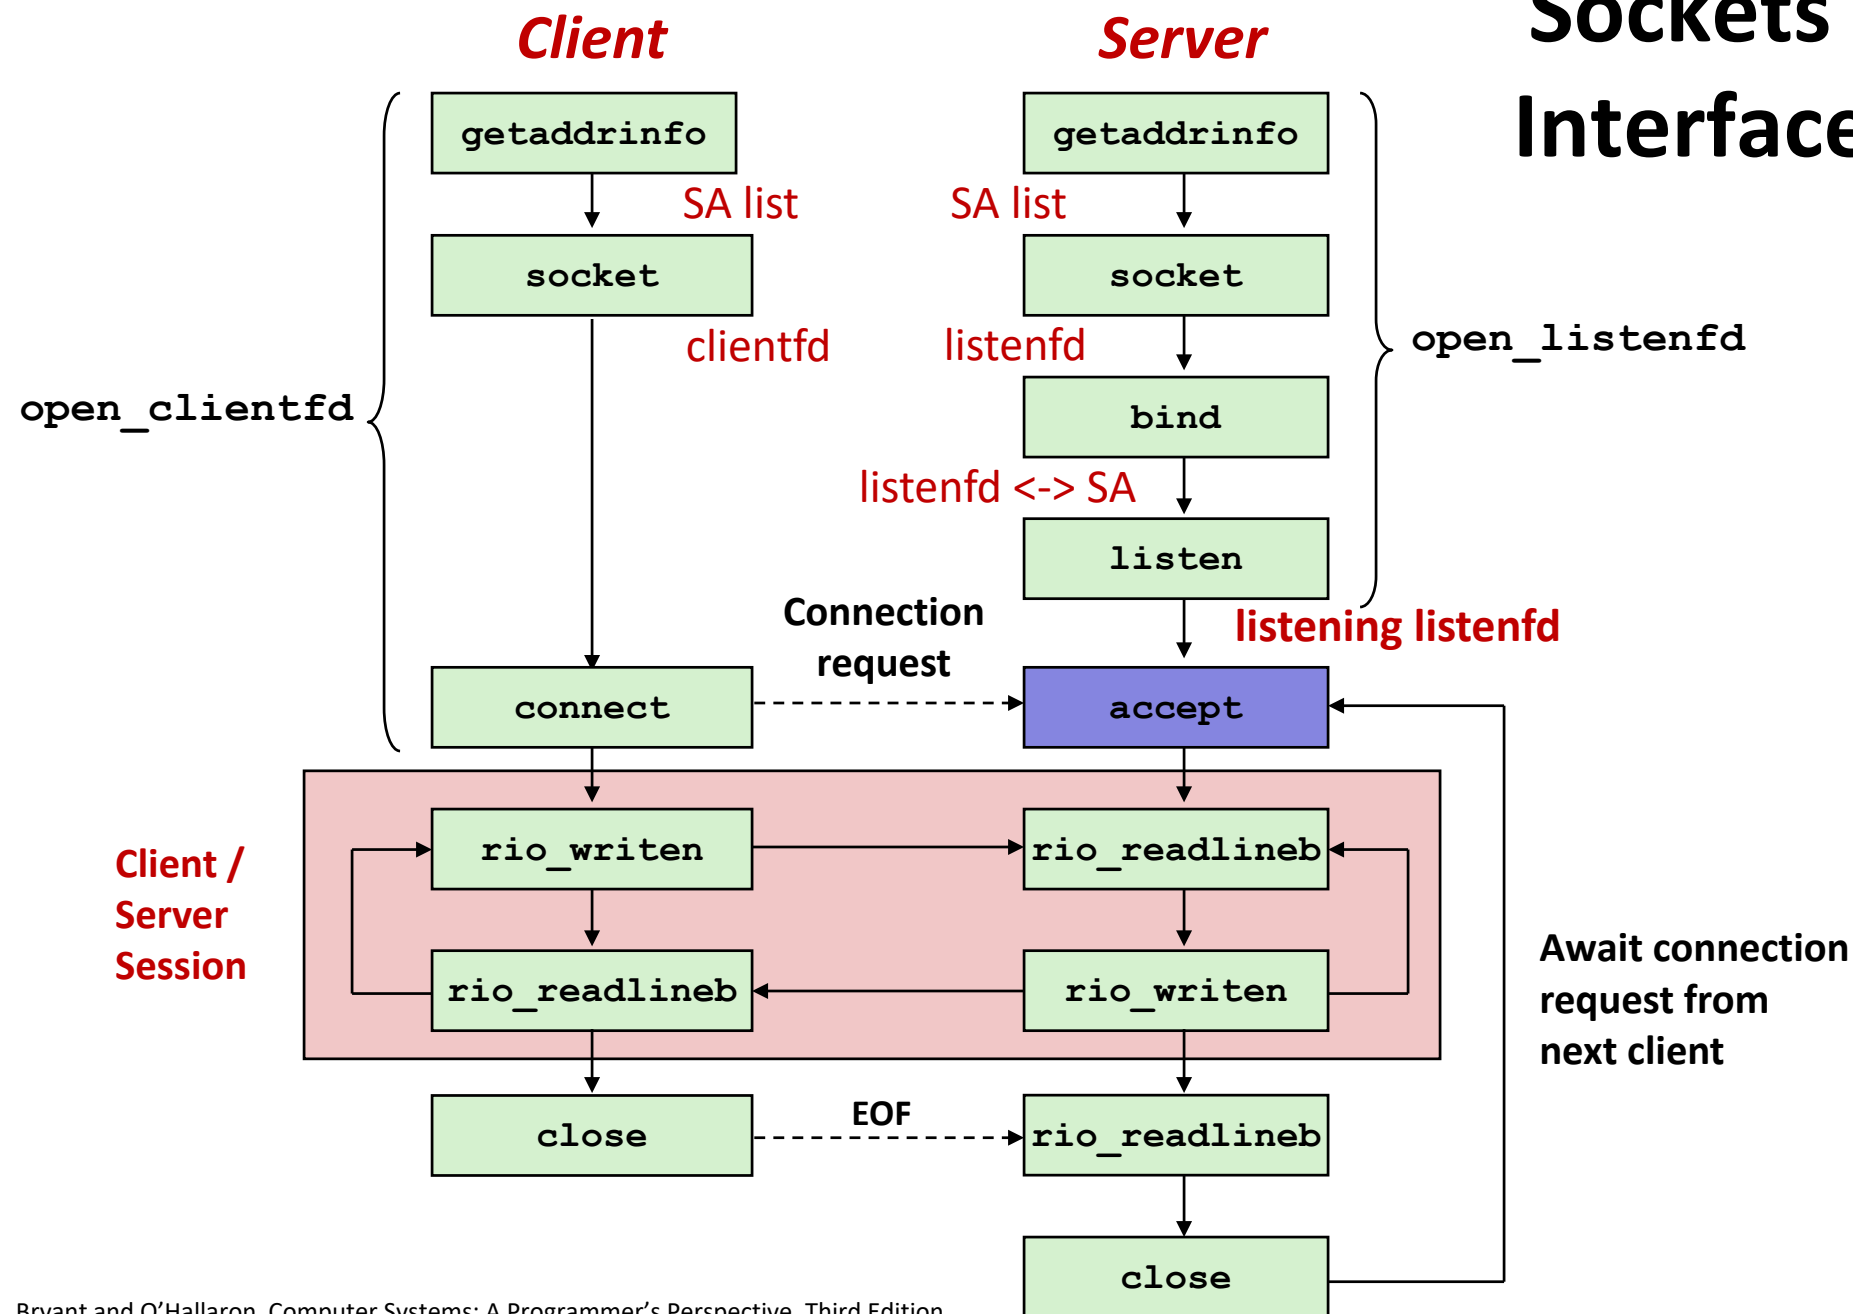 Sockets
Interface
Client
Server
getaddrinfo
getaddrinfo
SA list
SA list
socket
socket
clientfd
listenfd
open_listenfd
open_clientfd
bind
listenfd <-> SA
listen
Connection
request
listening listenfd
connect
accept
Client /
Server
Session
rio_writen
rio_readlineb
rio_readlineb
rio_writen
Await connection
request from
next client
close
EOF
rio_readlineb
close
Bryant and O'Hallaron, Computer Systems: A Programmer's Perspective, Third Edition